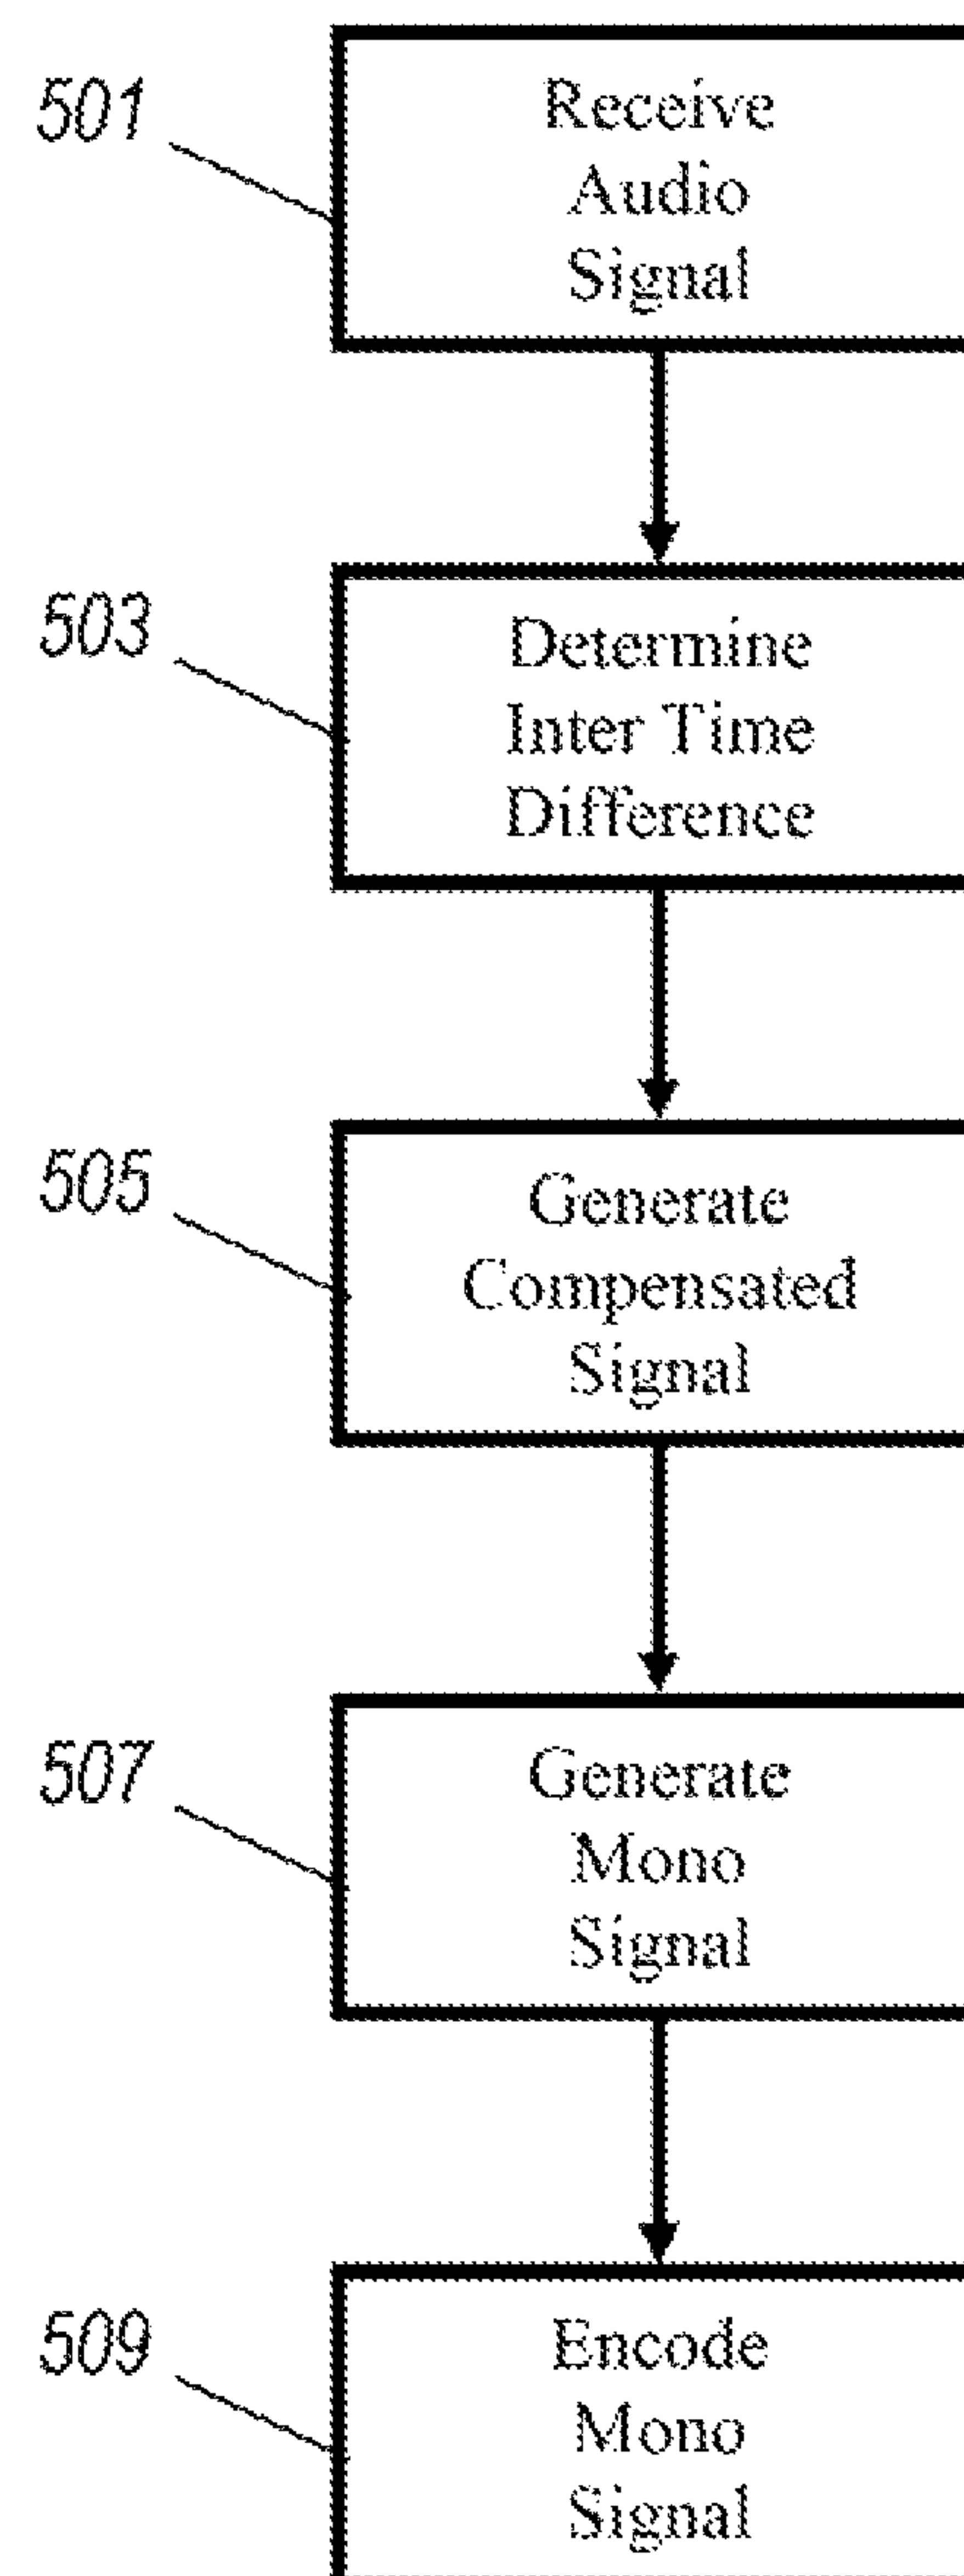 501
Receive
Audio
Signal
503
Determine
Inter Time
Difference
505
Generate
Compensated
Signal
507
Generate
Mono
Signal
509
Encode
Mono
Signal